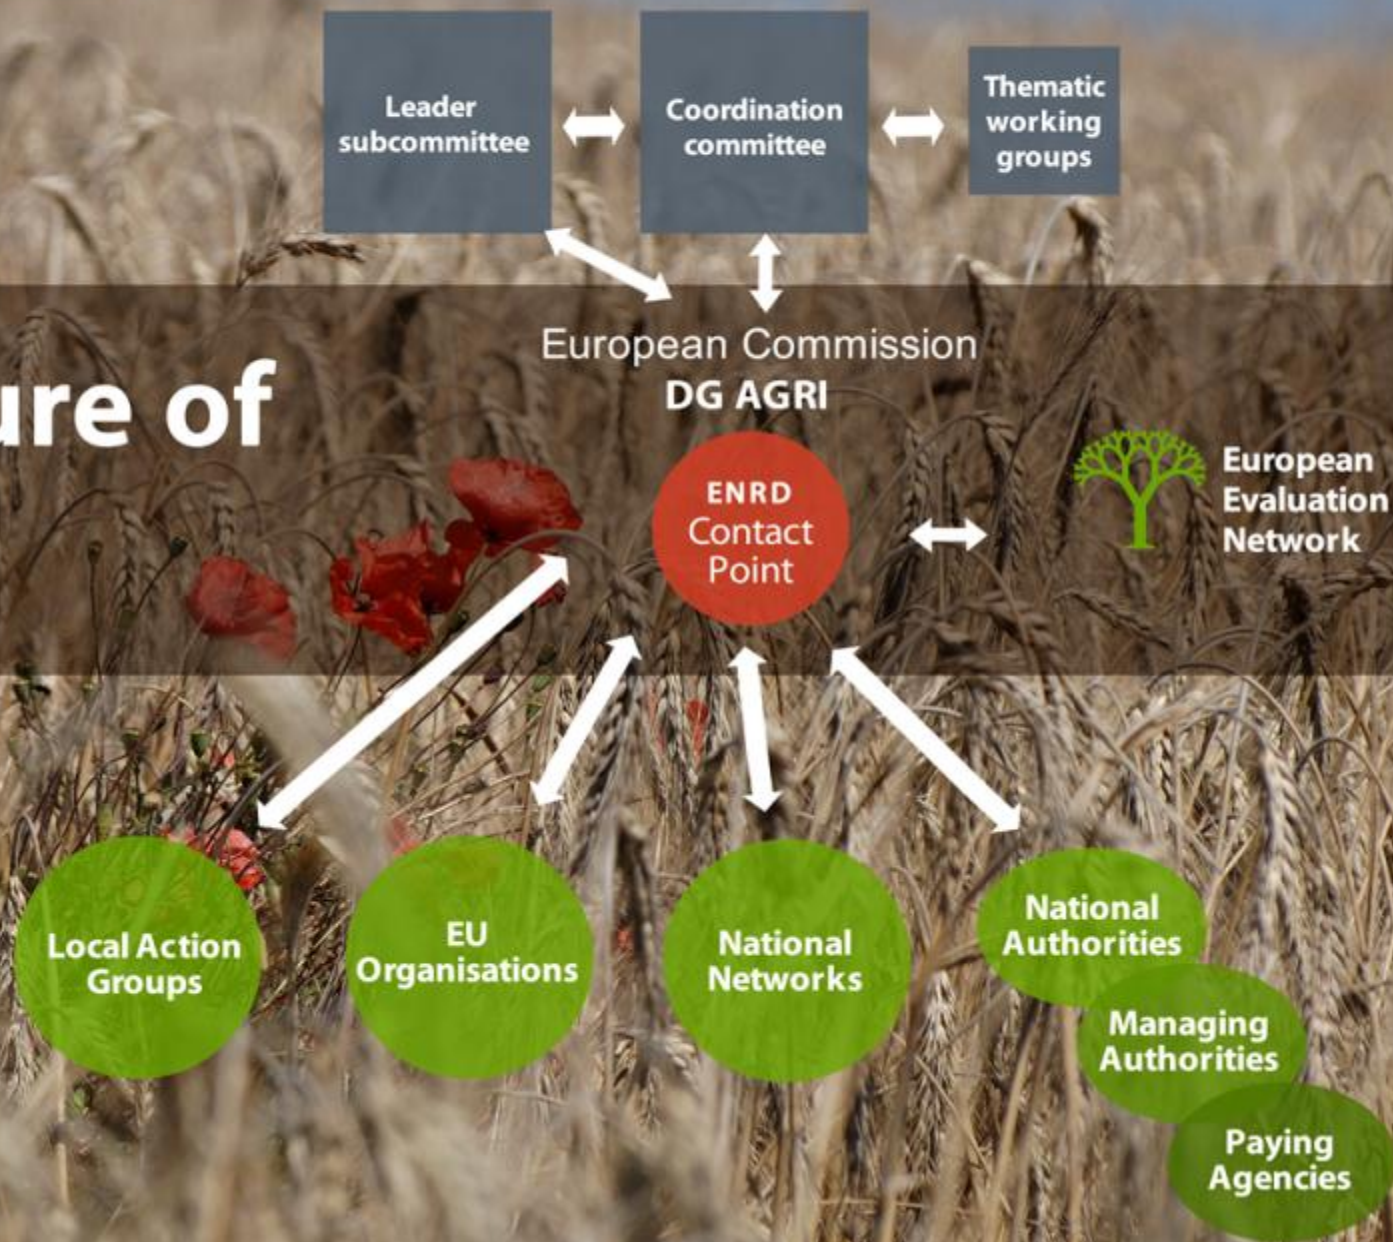 Leader
subcommittee
Coordination
committee
Thematic
working
groups
European Commission
DG AGRI
ure of
ENRD
Contact
Point
European
Evaluation
Network
Local Action
Groups
EU
Organisations
National
Networks
National
Authorities
Managing
Authorities
Paying
Agencies